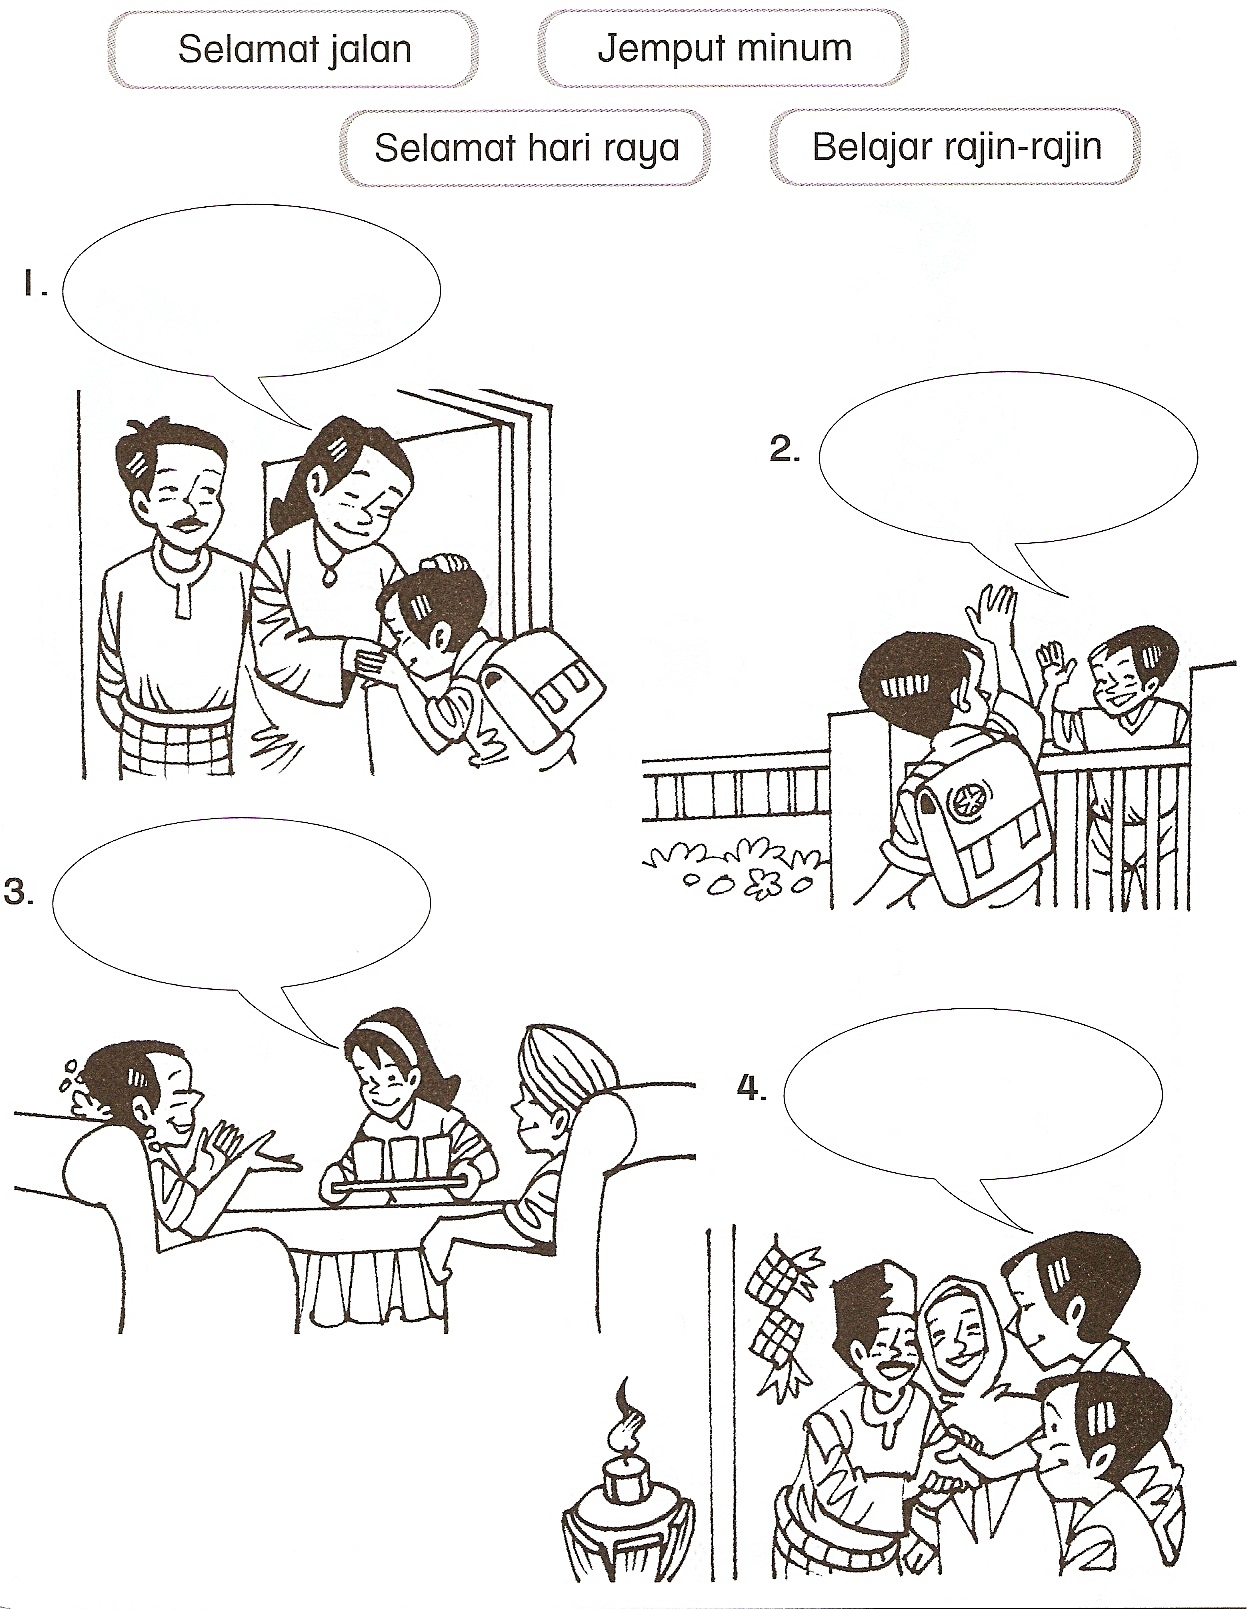 Selamat jalan
Jemput minum
Selamat hari raya
Belajar rajin-rajin
1.
2.
3.
4.